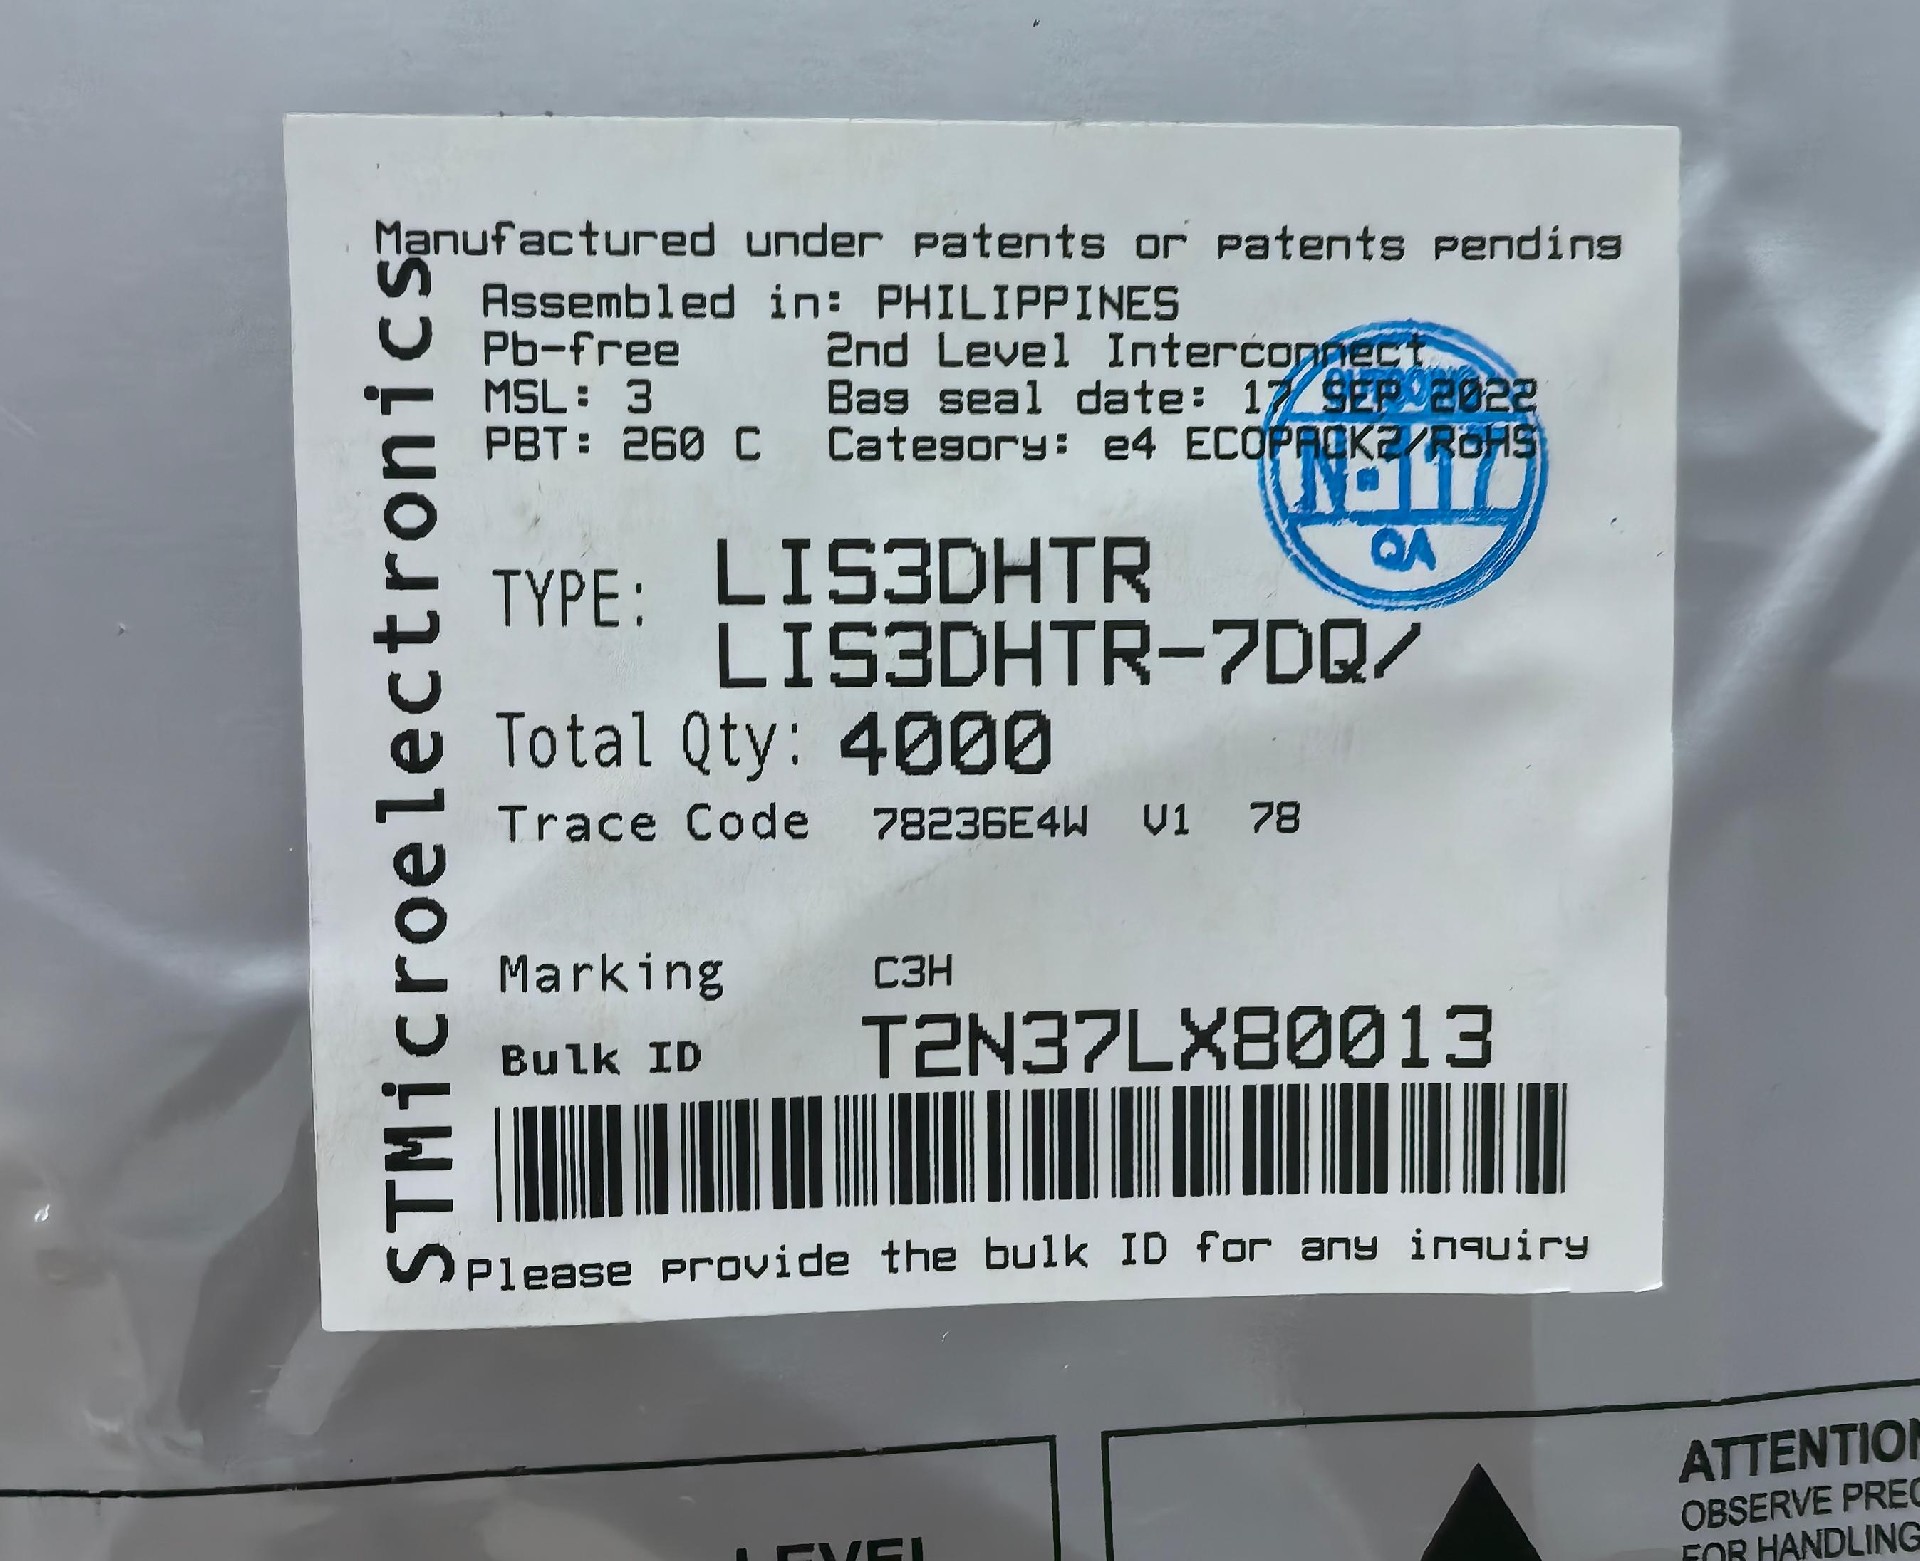 Manufactured under patents or patents pending
STMicroelectronics
Assembled in: PHILIPPINES
Pb-free 2nd Level Interconnect
MSL: 3 Bag seal date: 17 SEP 2022
PBT: 260 C Category: e4 ECOPACK2/RoHS
N.117
QA
TYPE: LIS3DHTR
LIS3DHTR-7DQ/
Total Qty: 4000
Trace Code 78236E4W V1 78
Marking C3H
Bulk ID T2N37LX80013
Please provide the bulk ID for any inquiry
LEVEL
ATTENTION
OBSERVE PREC
FOR HANDLING